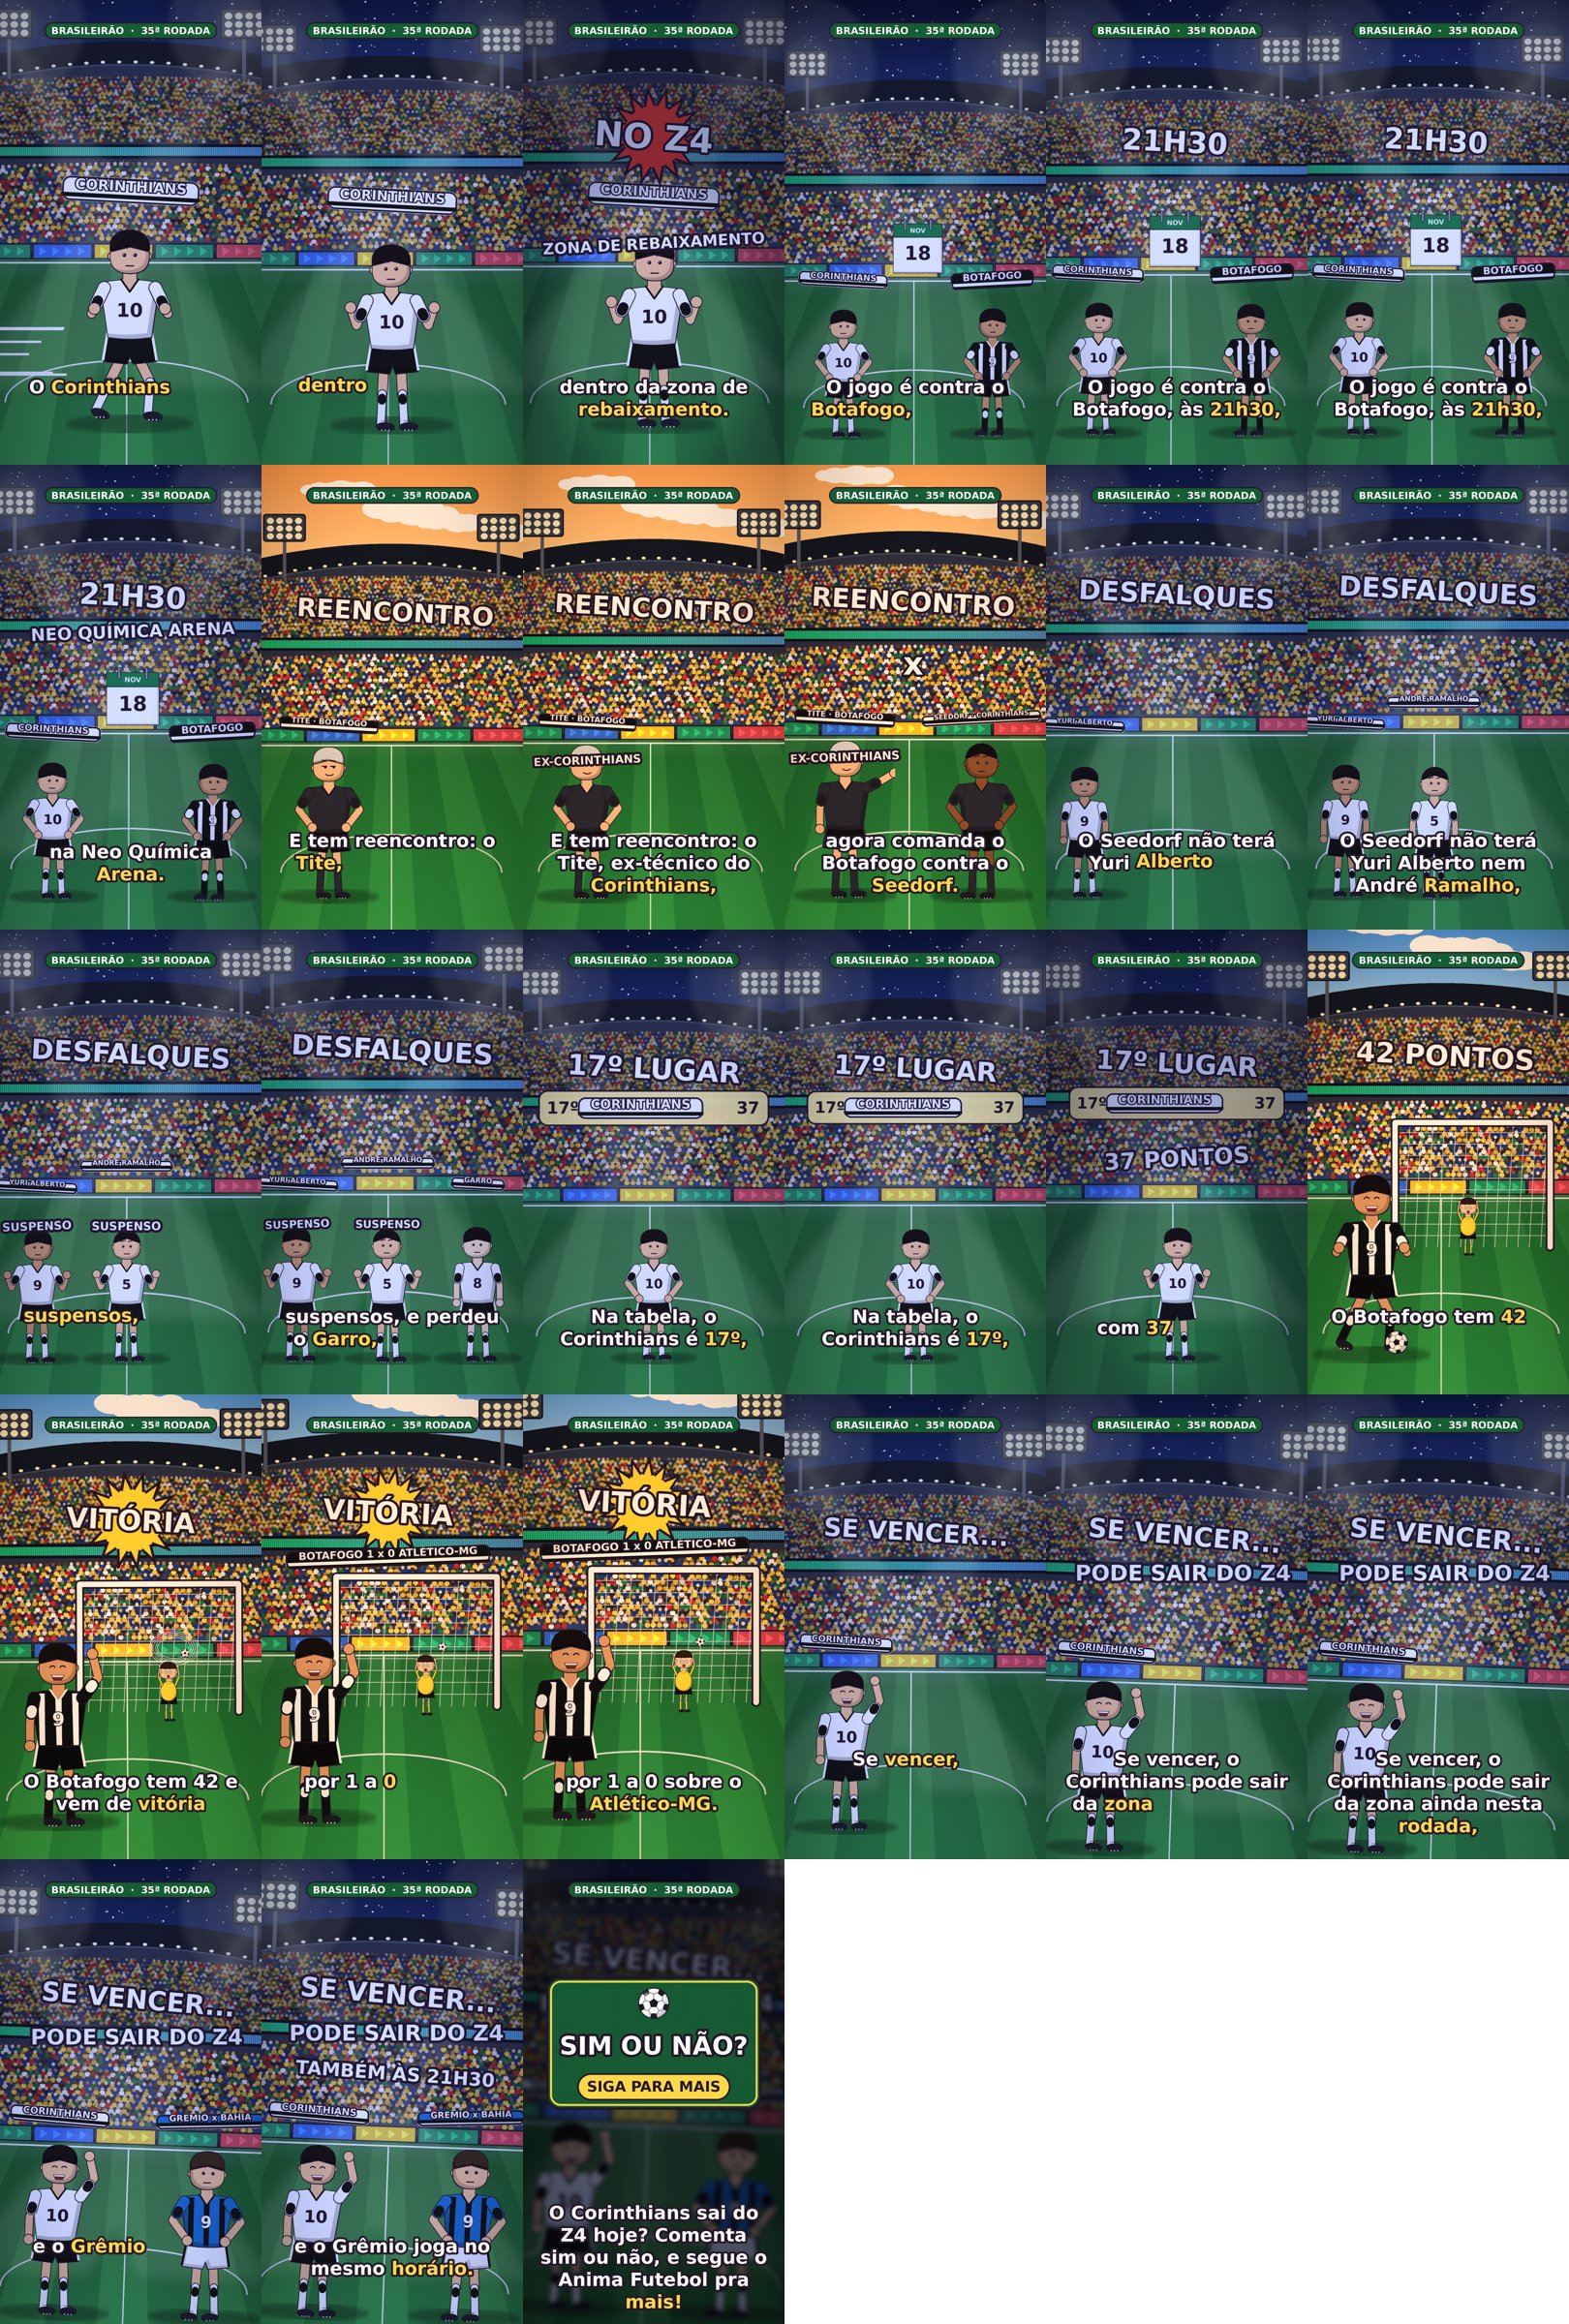 BRASILEIRÃO · 35ª RODADA
CORINTHIANS
10
O Corinthians
BRASILEIRÃO · 35ª RODADA
CORINTHIANS
10
dentro
BRASILEIRÃO · 35ª RODADA
NO Z4
CORINTHIANS
ZONA DE REBAIXAMENTO
10
dentro da zona de
rebaixamento.
BRASILEIRÃO · 35ª RODADA
NOV
18
CORINTHIANS
BOTAFOGO
10
9
O jogo é contra o
Botafogo,
BRASILEIRÃO · 35ª RODADA
21H30
NOV
18
CORINTHIANS
BOTAFOGO
10
9
O jogo é contra o
Botafogo, às 21h30,
BRASILEIRÃO · 35ª RODADA
21H30
NOV
18
CORINTHIANS
BOTAFOGO
10
9
O jogo é contra o
Botafogo, às 21h30,
BRASILEIRÃO · 35ª RODADA
21H30
NEO QUÍMICA ARENA
NOV
18
CORINTHIANS
BOTAFOGO
10
9
na Neo Química
Arena.
BRASILEIRÃO · 35ª RODADA
REENCONTRO
TITE · BOTAFOGO
E tem reencontro: o
Tite,
BRASILEIRÃO · 35ª RODADA
REENCONTRO
TITE · BOTAFOGO
EX-CORINTHIANS
E tem reencontro: o
Tite, ex-técnico do
Corinthians,
BRASILEIRÃO · 35ª RODADA
REENCONTRO
X
TITE · BOTAFOGO
SEEDORF · CORINTHIANS
EX-CORINTHIANS
agora comanda o
Botafogo contra o
Seedorf.
BRASILEIRÃO · 35ª RODADA
DESFALQUES
YURI ALBERTO
9
O Seedorf não terá
Yuri Alberto
BRASILEIRÃO · 35ª RODADA
DESFALQUES
ANDRÉ RAMALHO
YURI ALBERTO
9
5
O Seedorf não terá
Yuri Alberto nem
André Ramalho,
BRASILEIRÃO · 35ª RODADA
DESFALQUES
ANDRÉ RAMALHO
YURI ALBERTO
SUSPENSO
SUSPENSO
9
5
suspensos,
BRASILEIRÃO · 35ª RODADA
DESFALQUES
ANDRÉ RAMALHO
YURI ALBERTO
GARRO
SUSPENSO
SUSPENSO
9
5
8
suspensos, e perdeu
o Garro,
BRASILEIRÃO · 35ª RODADA
17º LUGAR
17º CORINTHIANS 37
10
Na tabela, o
Corinthians é 17º,
BRASILEIRÃO · 35ª RODADA
17º LUGAR
17º CORINTHIANS 37
10
Na tabela, o
Corinthians é 17º,
BRASILEIRÃO · 35ª RODADA
17º LUGAR
17º CORINTHIANS 37
37 PONTOS
10
com 37
BRASILEIRÃO · 35ª RODADA
42 PONTOS
9
O Botafogo tem 42
BRASILEIRÃO · 35ª RODADA
VITÓRIA
9
O Botafogo tem 42 e
vem de vitória
BRASILEIRÃO · 35ª RODADA
VITÓRIA
BOTAFOGO 1 x 0 ATLÉTICO-MG
9
por 1 a 0
BRASILEIRÃO · 35ª RODADA
VITÓRIA
BOTAFOGO 1 x 0 ATLÉTICO-MG
9
por 1 a 0 sobre o
Atlético-MG.
BRASILEIRÃO · 35ª RODADA
SE VENCER...
CORINTHIANS
10
Se vencer,
BRASILEIRÃO · 35ª RODADA
SE VENCER...
PODE SAIR DO Z4
CORINTHIANS
10
Se vencer, o
Corinthians pode sair
da zona
BRASILEIRÃO · 35ª RODADA
SE VENCER...
PODE SAIR DO Z4
CORINTHIANS
10
Se vencer, o
Corinthians pode sair
da zona ainda nesta
rodada,
BRASILEIRÃO · 35ª RODADA
SE VENCER...
PODE SAIR DO Z4
CORINTHIANS
GRÊMIO x BAHIA
10
9
e o Grêmio
BRASILEIRÃO · 35ª RODADA
SE VENCER...
PODE SAIR DO Z4
TAMBÉM ÀS 21H30
CORINTHIANS
GRÊMIO x BAHIA
10
9
e o Grêmio joga no
mesmo horário.
BRASILEIRÃO · 35ª RODADA
SE VENCER...
SIM OU NÃO?
SIGA PARA MAIS
O Corinthians sai do
Z4 hoje? Comenta
sim ou não, e segue o
Anima Futebol pra
mais!